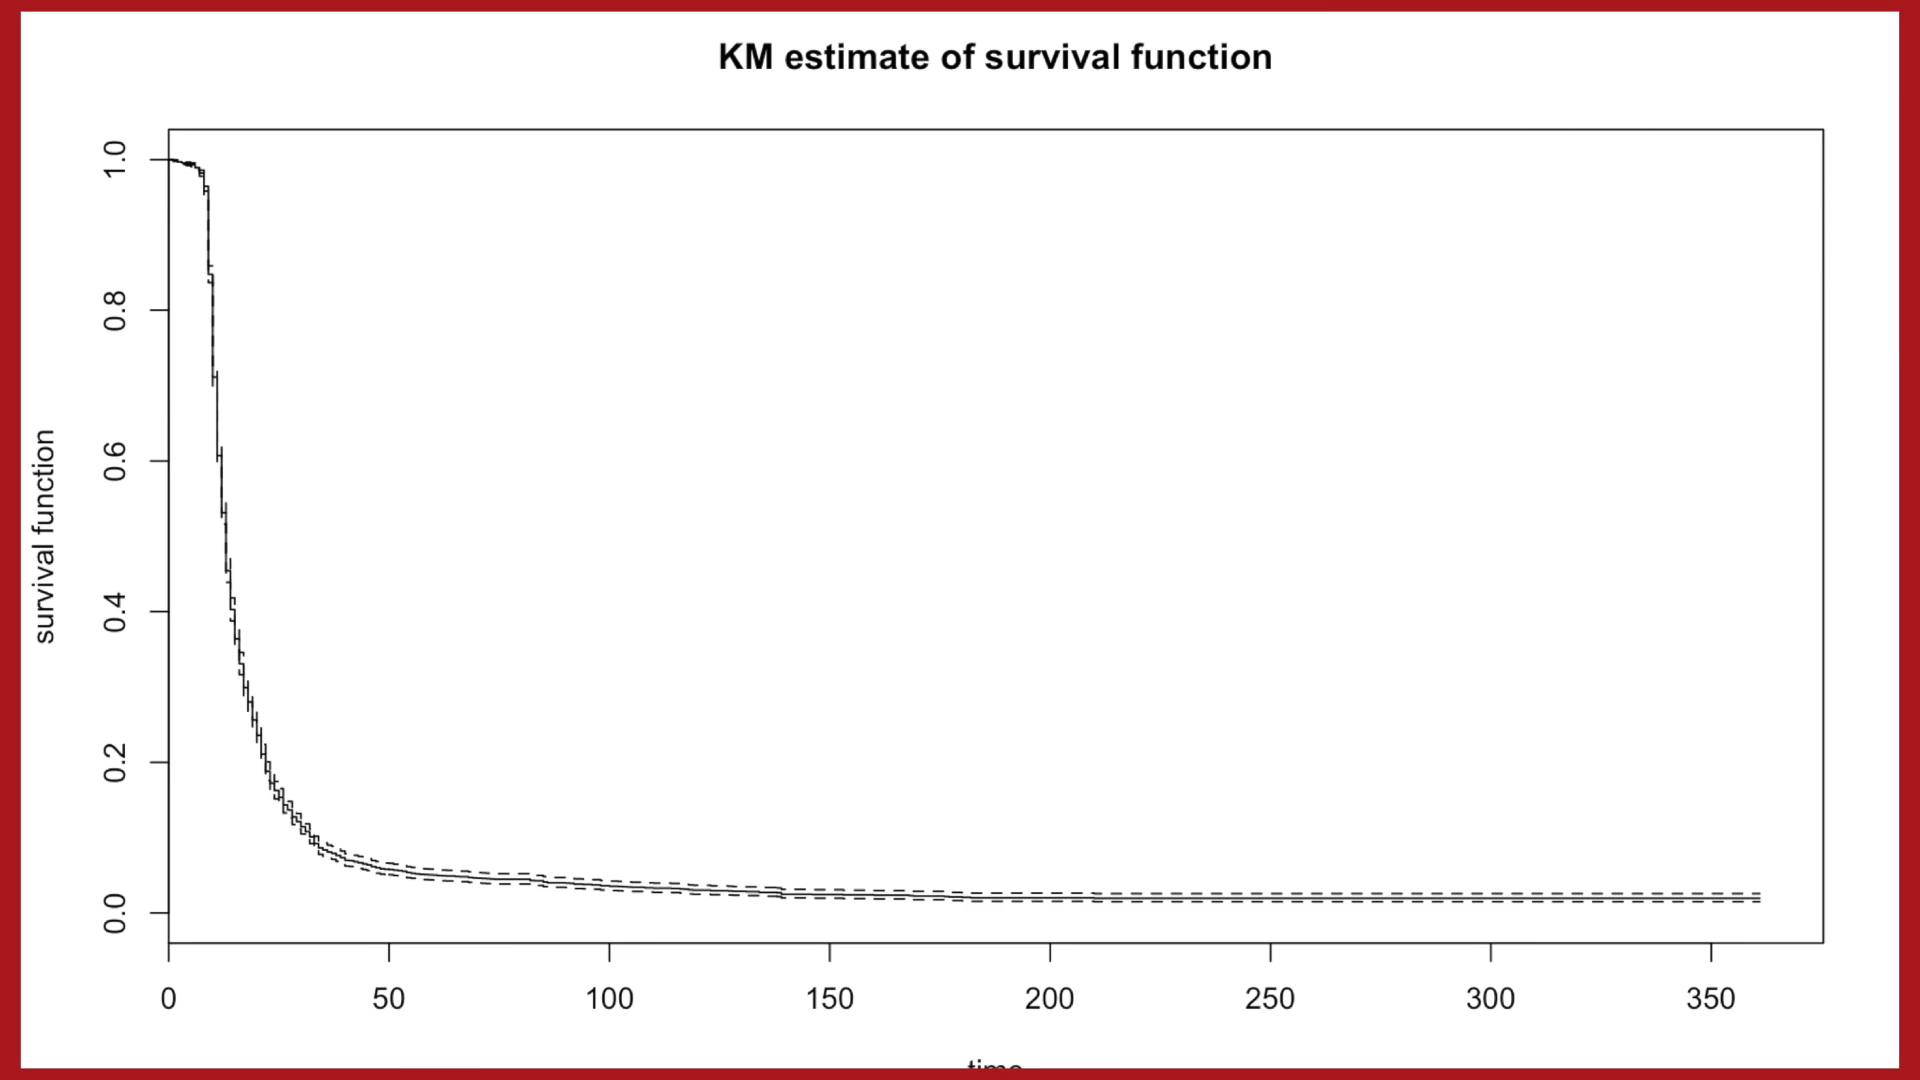 KM estimate of survival function
survival function
1.0
0.8
0.6
0.4
0.2
0.0
0 50 100 150 200 250 300 350
time